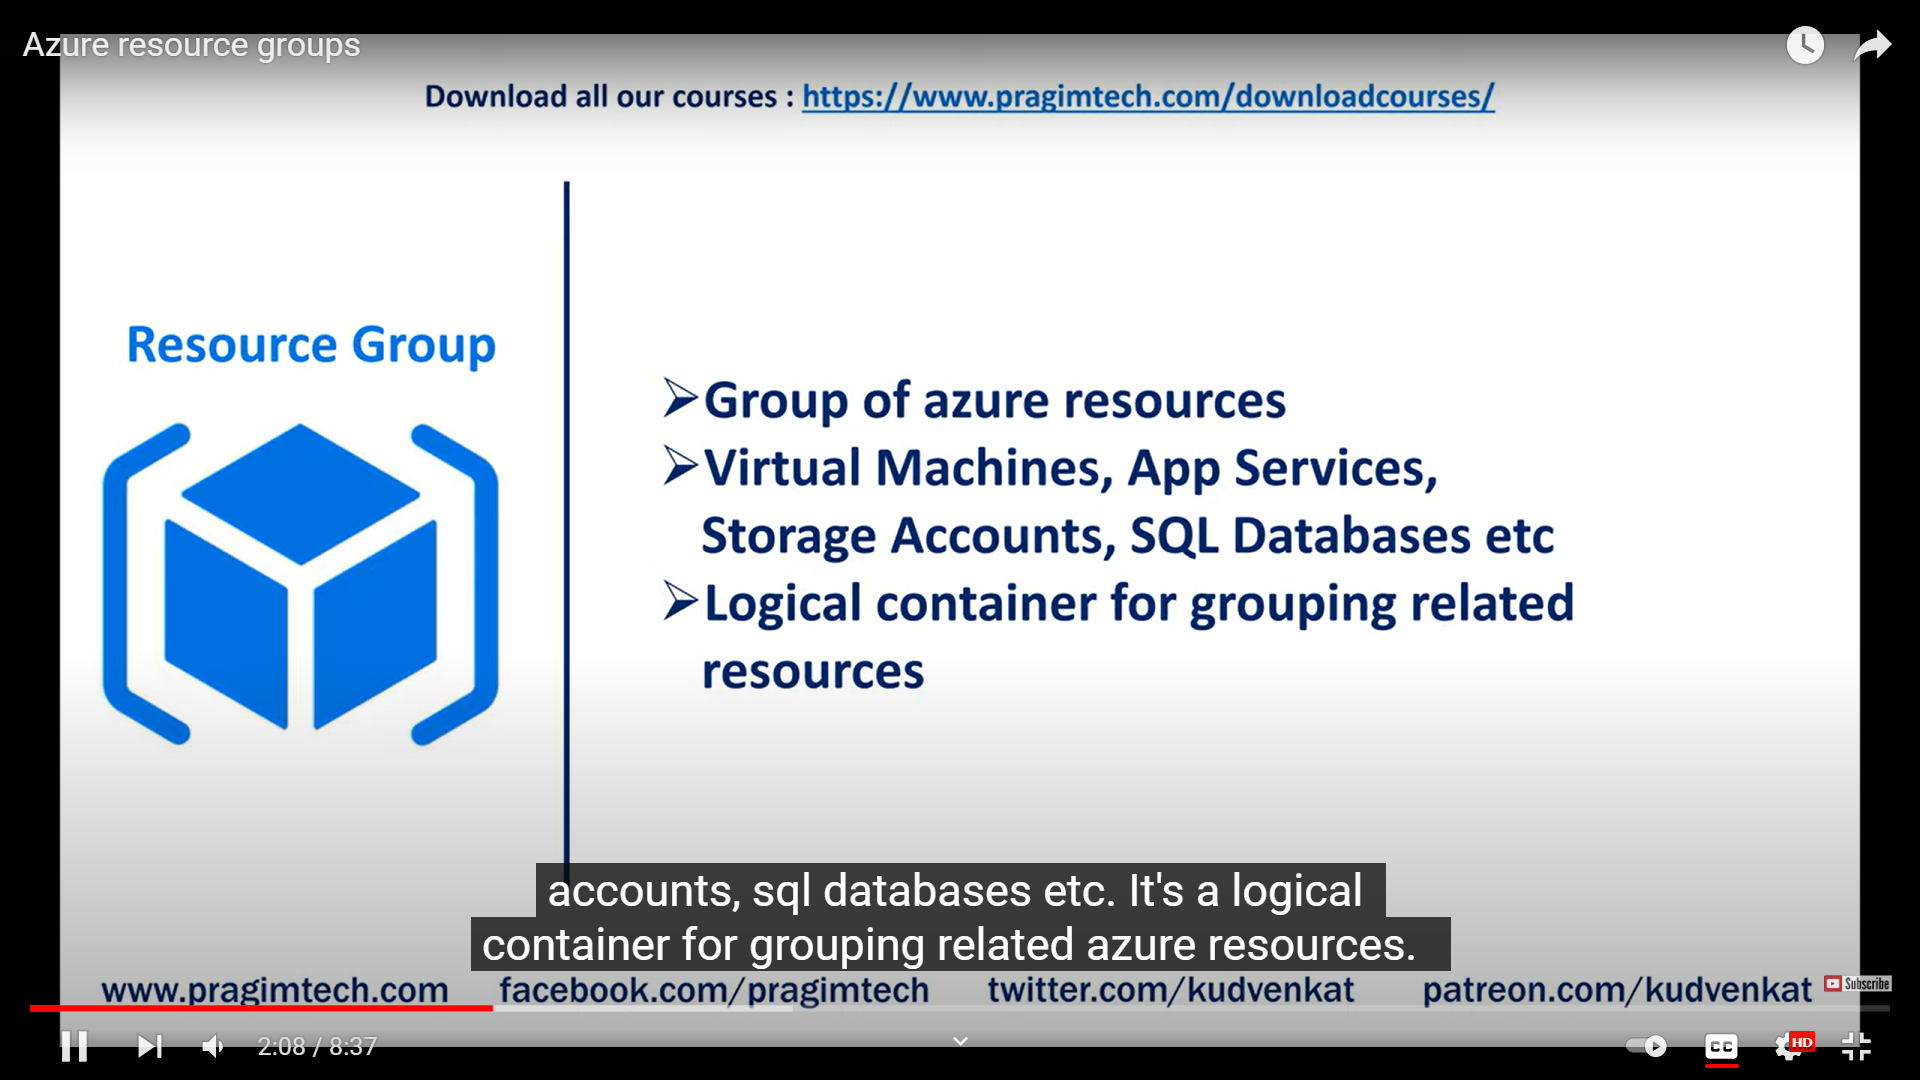 Azure resource groups
Download all our courses : https://www.pragimtech.com/downloadcourses/
Resource Group
Group of azure resources
Virtual Machines, App Services,
Storage Accounts, SQL Databases etc
Logical container for grouping related
resources
accounts, sql databases etc. It's a logical
container for grouping related azure resources.
www.pragimtech.com facebook.com/pragimtech twitter.com/kudvenkat patreon.com/kudvenkat
Subscribe
2:08 / 8:37
CC
HD